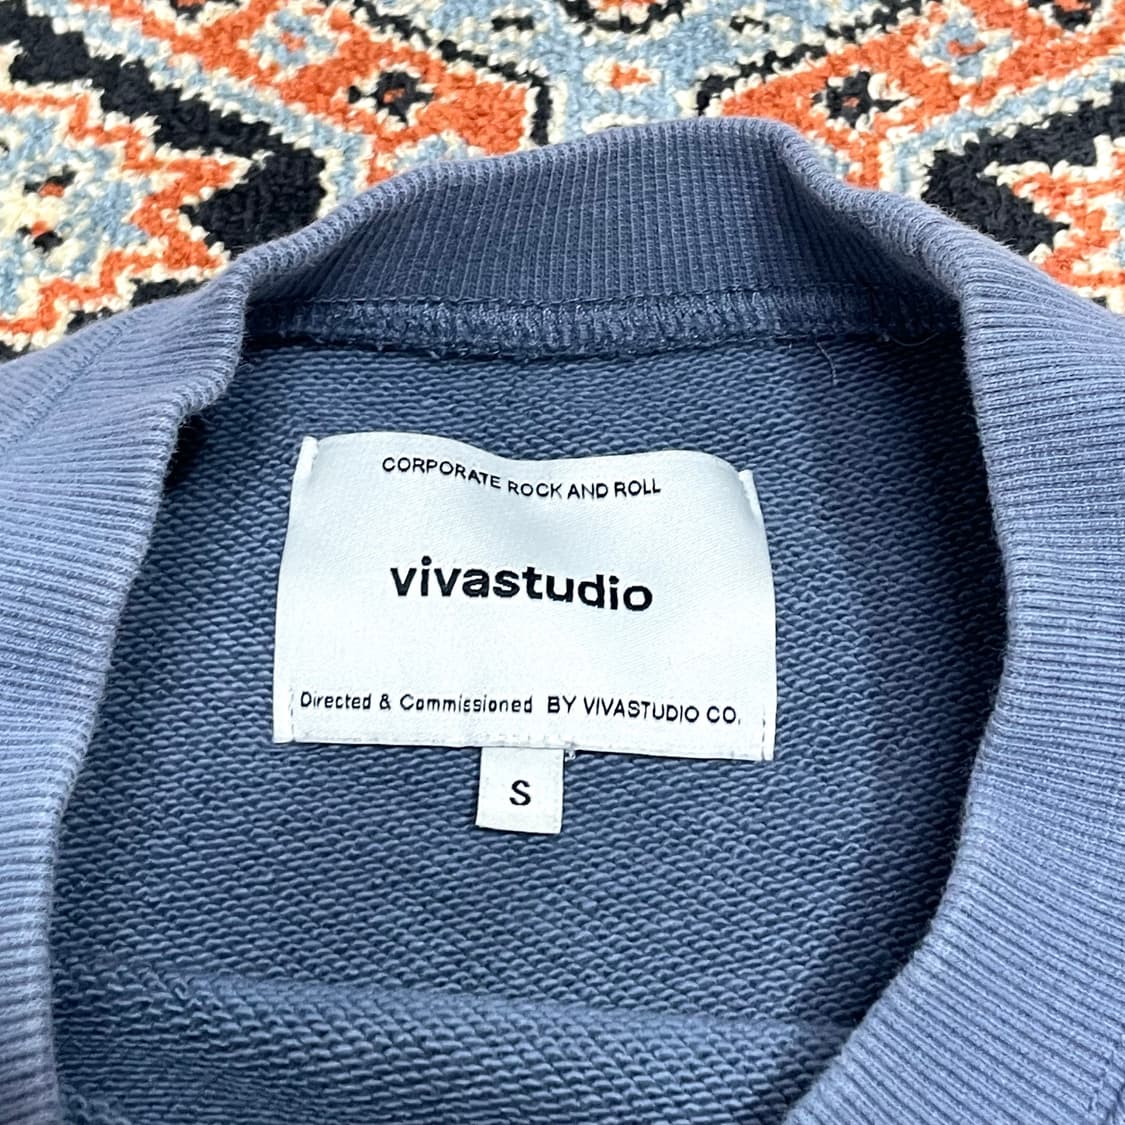 CORPORATE ROCK AND ROLL
vivastudio
Directed & Commissioned BY VIVASTUDIO CO.
S